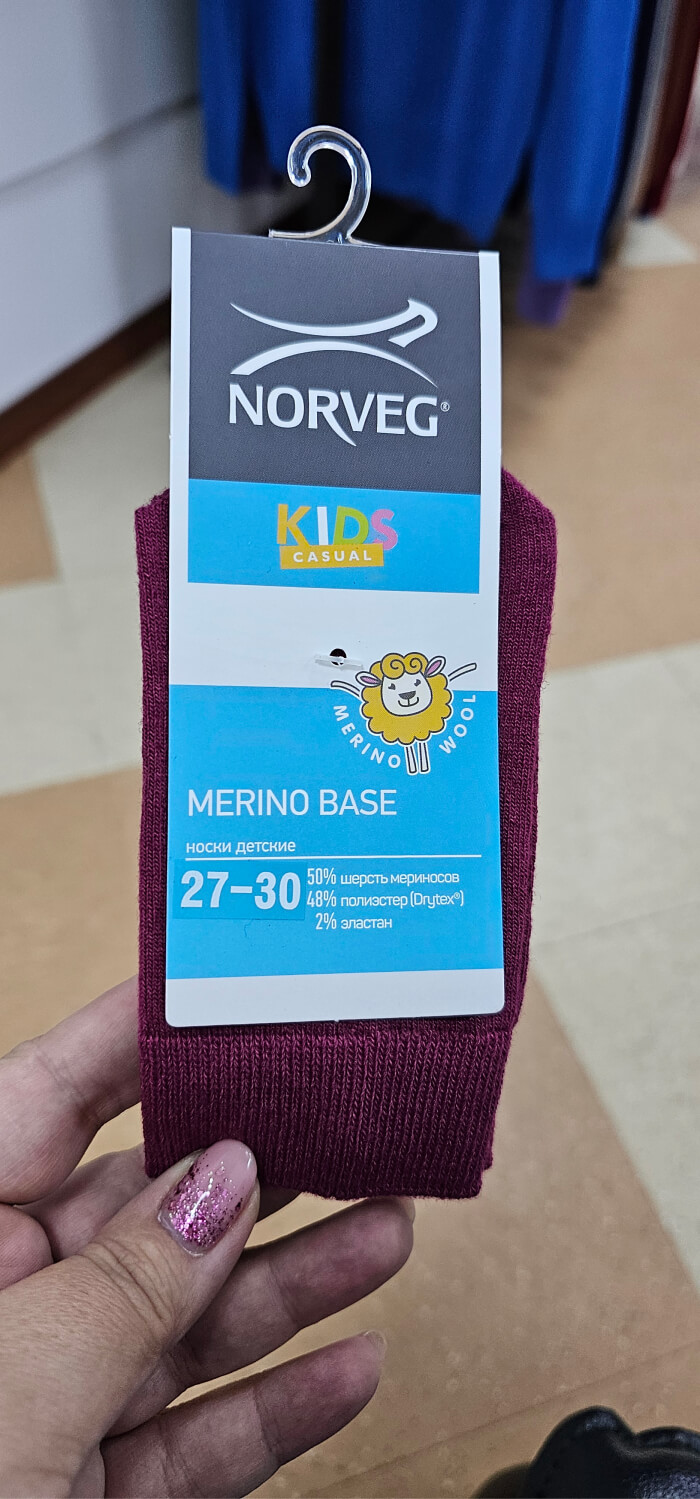 NORVEG®
KIDS
CASUAL
MERINO WOOL
MERINO BASE
носки детские
27–30
50% шерсть мериносов
48% полиэстер (Drytex®)
2% эластан